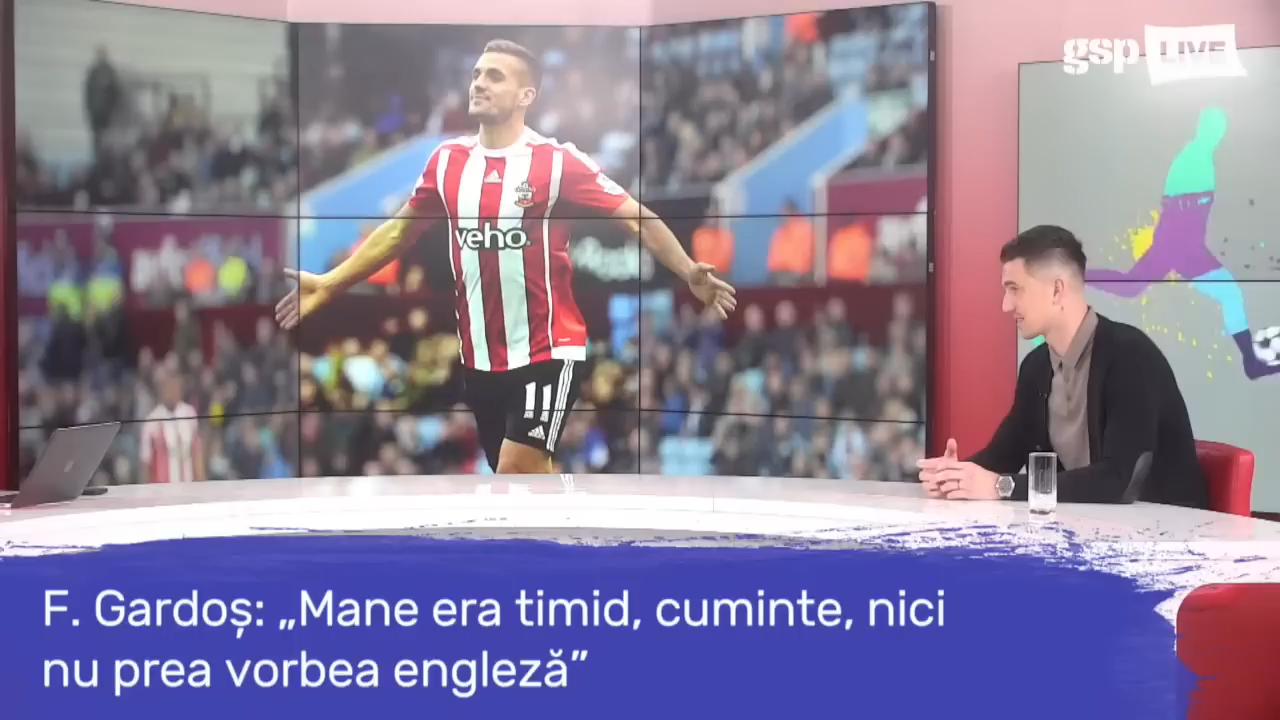 gsp LIVE
veho
11
F. Gardoș: „Mane era timid, cuminte, nici
nu prea vorbea engleză”